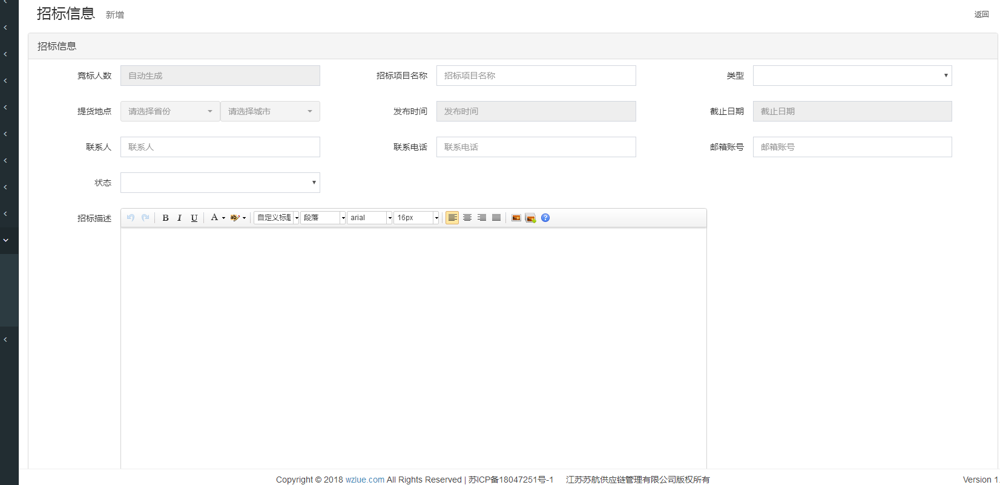 招标信息 新增 返回
招标信息
竞标人数 自动生成 招标项目名称 招标项目名称 类型
提货地点 请选择省份 请选择城市 发布时间 发布时间 截止日期 截止日期
联系人 联系人 联系电话 联系电话 邮箱账号 邮箱账号
状态
招标描述 B I U A ab 自定义标题 段落 arial 16px
Copyright © 2018 wzlue.com All Rights Reserved | 苏ICP备18047251号-1 江苏苏航供应链管理有限公司版权所有 Version 1